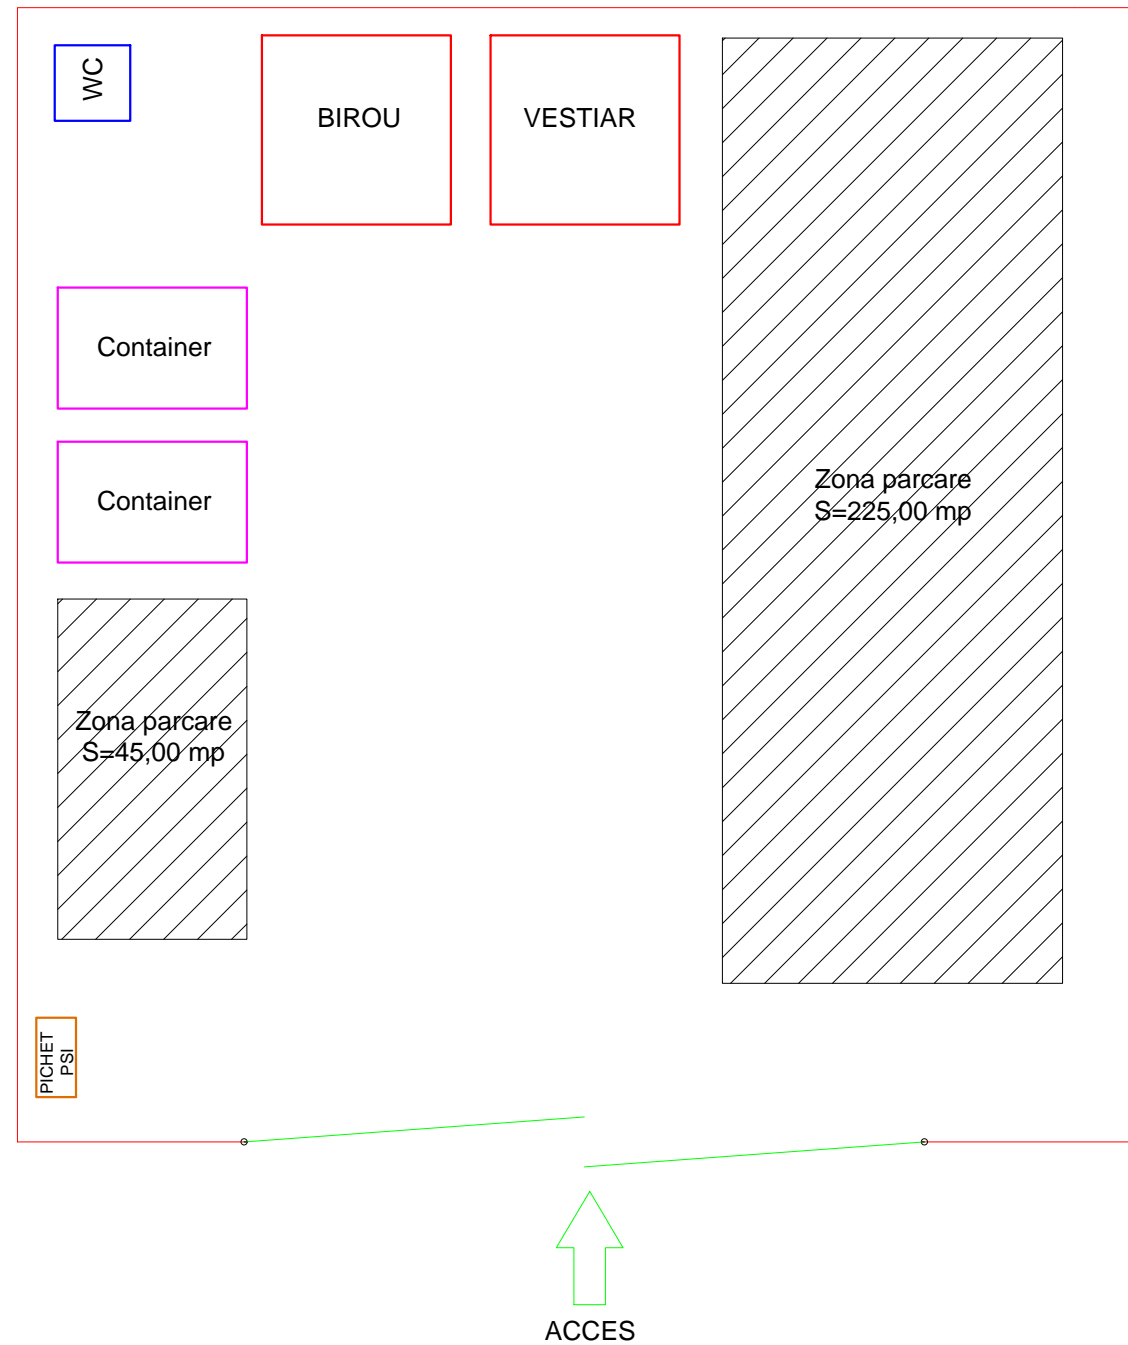 WC
BIROU
VESTIAR
Container
Container
Zona parcare
S=225,00 mp
Zona parcare
S=45,00 mp
PICHET
PSI
ACCES